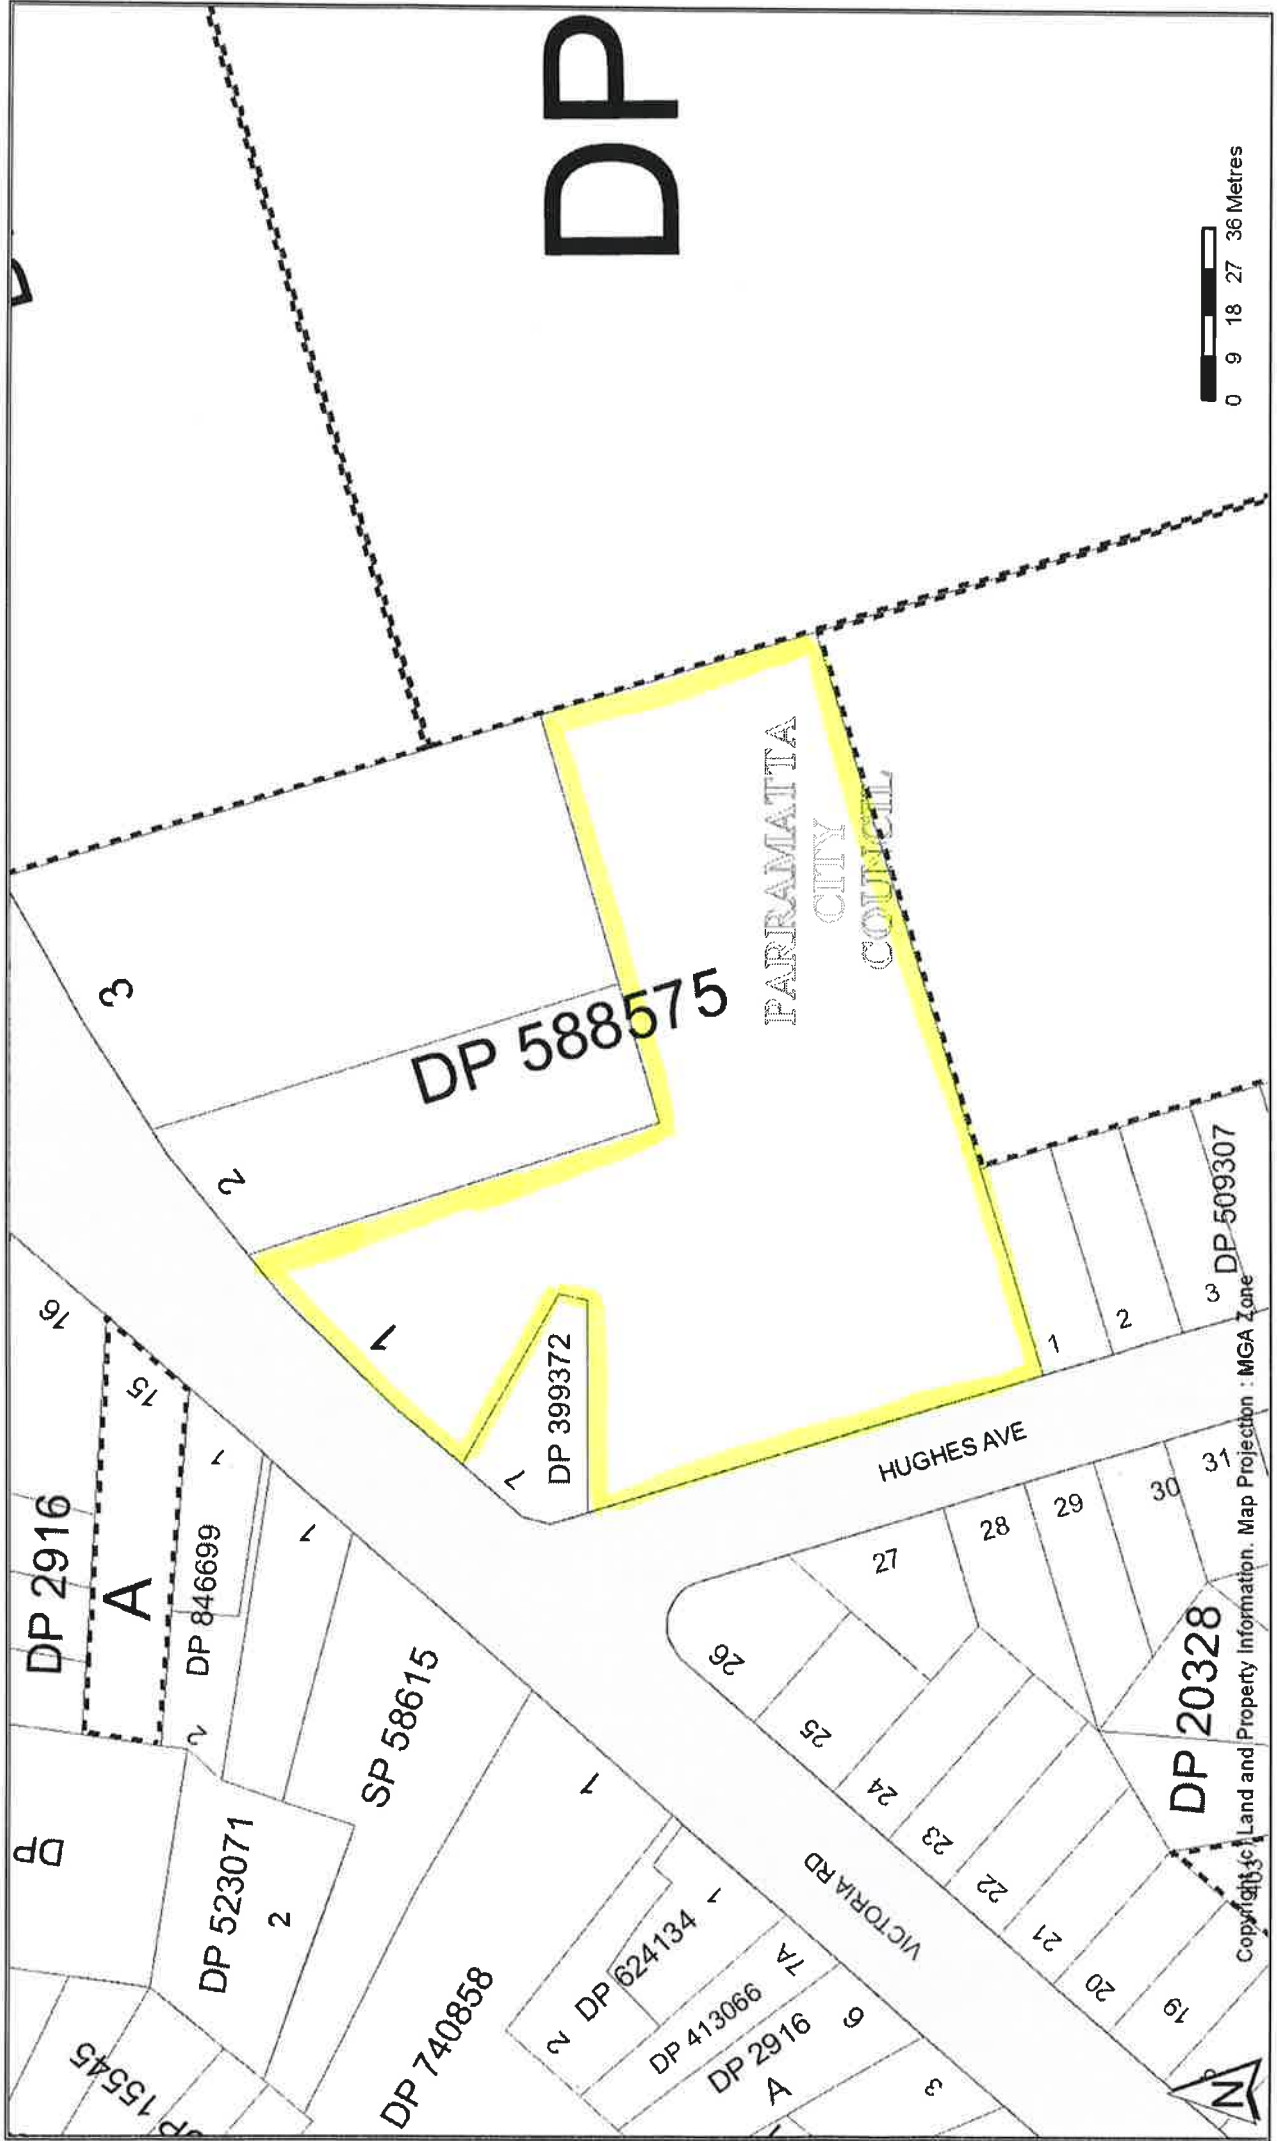 DP
DP 2916
16
15
A
1
DP 846699
2
1
SP 58615
DP 523071
2
DP 740858
1
DP 624134
2
1
DP 413066
7A
DP 2916
6
A
3
3
2
DP 588575
1
7
DP 399372
PARRAMATTA
CITY
COUNCIL
HUGHES AVE
VICTORIA RD
1
2
3
DP 509307
26
25
24
23
22
21
20
19
27
28
29
30
31
DP 20328
0 9 18 27 36 Metres
N
Copyright (c) Land and Property Information. Map Projection : MGA Zone